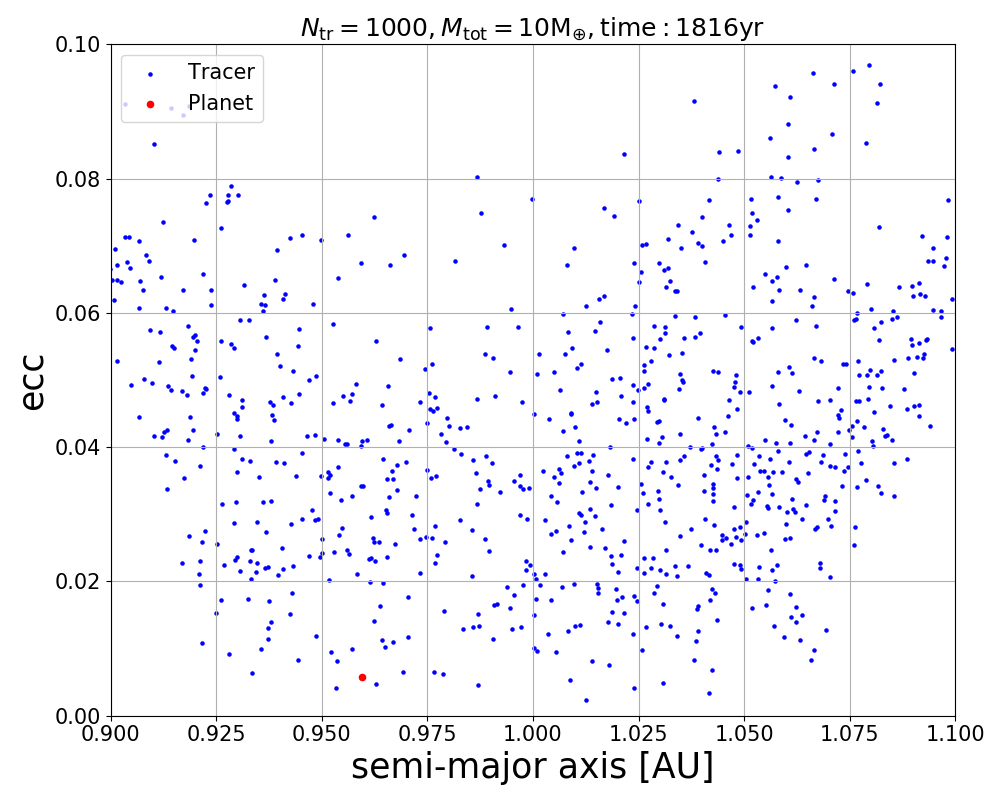 N_tr = 1000, M_tot = 10M_⊕, time : 1816yr
0.10
0.08
0.06
0.04
0.02
0.00
ecc
Tracer
Planet
0.900 0.925 0.950 0.975 1.000 1.025 1.050 1.075 1.100
semi-major axis [AU]